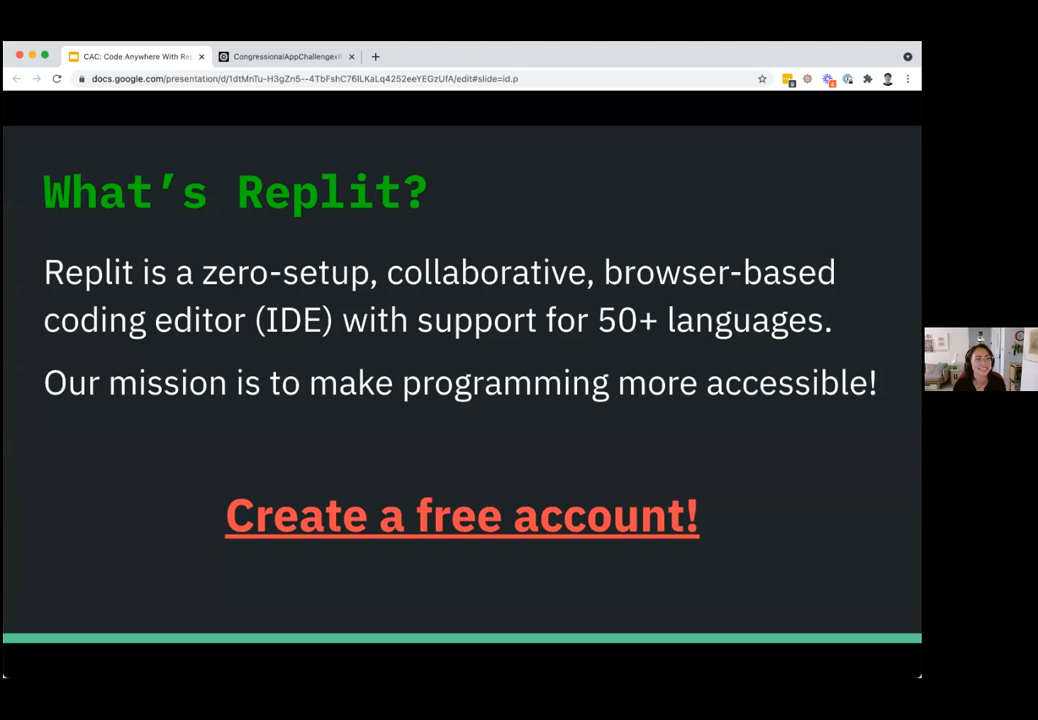 CAC: Code Anywhere With Rep
CongressionalAppChallengexR
docs.google.com/presentation/d/1dtMnTu-H3gZn5--4TbFshC76lLKaLq4252eeYEGzUfA/edit#slide=id.p
What's Replit?
Replit is a zero-setup, collaborative, browser-based
coding editor (IDE) with support for 50+ languages.
Our mission is to make programming more accessible!
Create a free account!